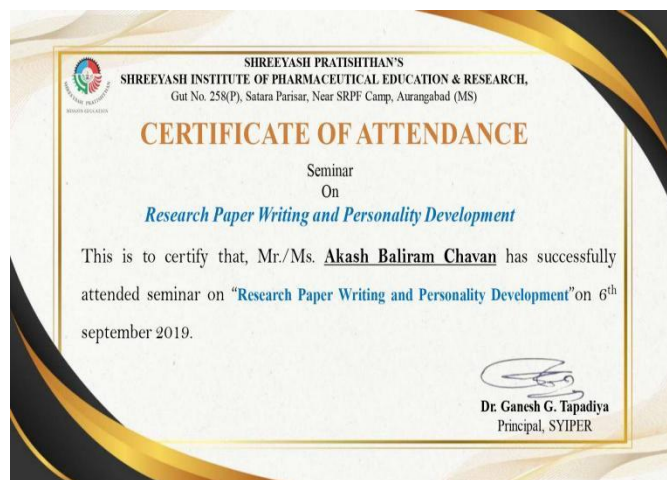 SHREEYASH PRATISHTHAN'S
SHREEYASH INSTITUTE OF PHARMACEUTICAL EDUCATION & RESEARCH,
Gut No. 258(P), Satara Parisar, Near SRPF Camp, Aurangabad (MS)
SHREEYASH PRATISHTHAN
CERTIFICATE OF ATTENDANCE
Seminar
On
Research Paper Writing and Personality Development
This is to certify that, Mr./Ms. Akash Baliram Chavan has successfully
attended seminar on “Research Paper Writing and Personality Development”on 6th
september 2019.
Dr. Ganesh G. Tapadiya
Principal, SYIPER